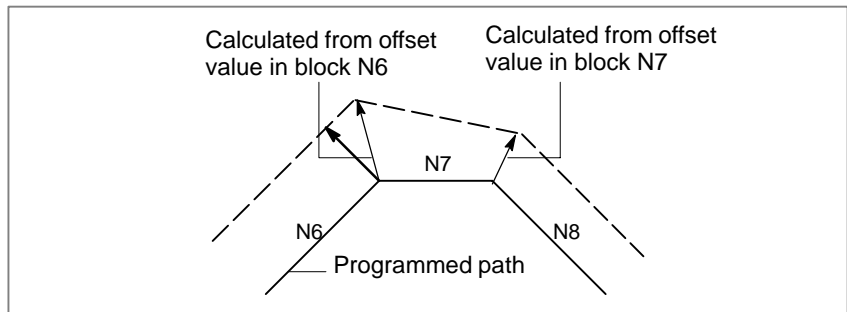 Calculated from offset
value in block N6
Calculated from offset
value in block N7
N7
N6
N8
Programmed path